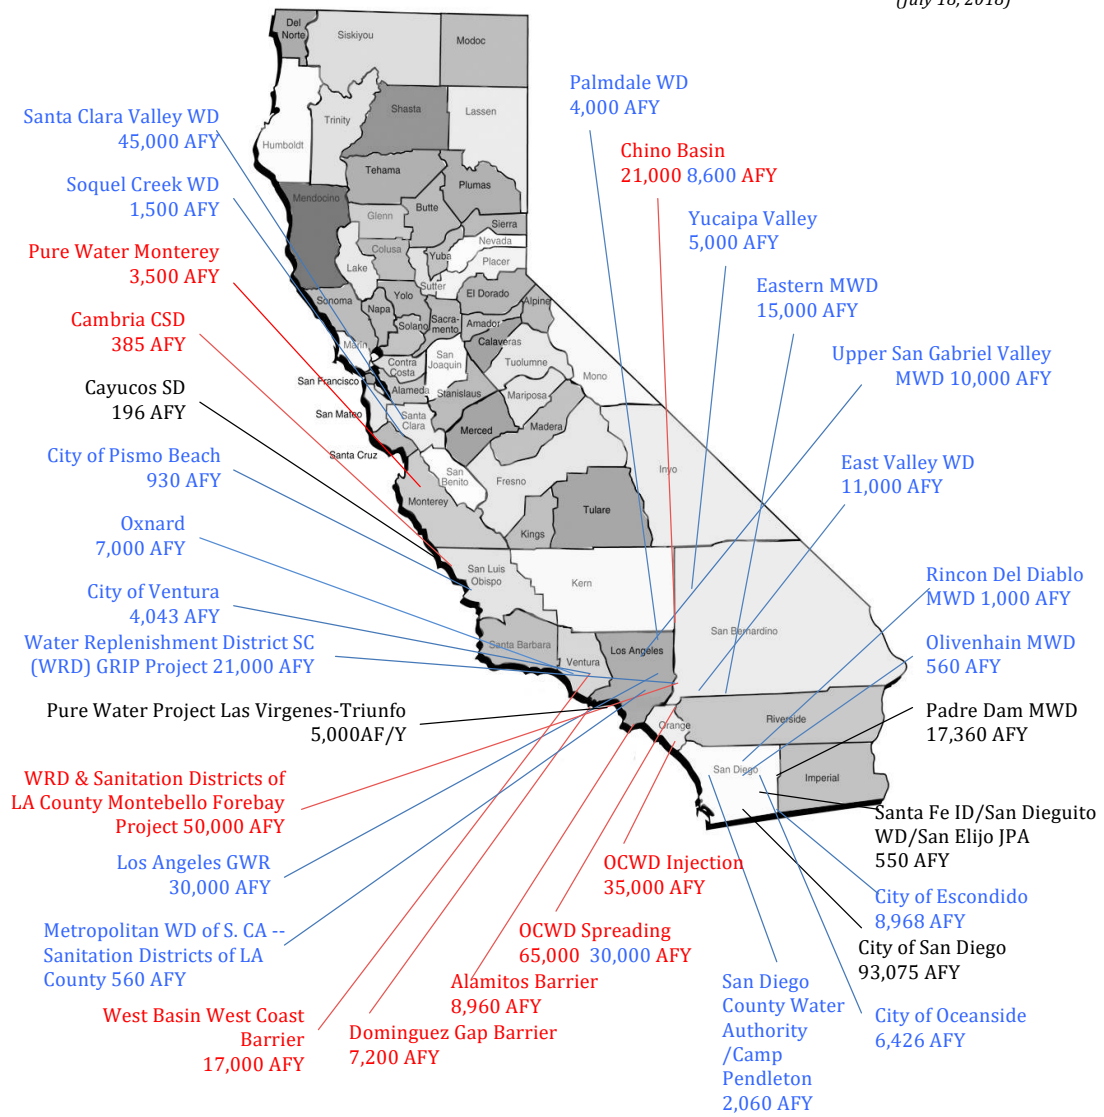 (July 18, 2018)
Santa Clara Valley WD
45,000 AFY
Soquel Creek WD
1,500 AFY
Pure Water Monterey
3,500 AFY
Cambria CSD
385 AFY
Cayucos SD
196 AFY
City of Pismo Beach
930 AFY
Oxnard
7,000 AFY
City of Ventura
4,043 AFY
Water Replenishment District SC
(WRD) GRIP Project 21,000 AFY
Pure Water Project Las Virgenes-Triunfo
5,000AF/Y
WRD & Sanitation Districts of
LA County Montebello Forebay
Project 50,000 AFY
Los Angeles GWR
30,000 AFY
Metropolitan WD of S. CA --
Sanitation Districts of LA
County 560 AFY
West Basin West Coast
Barrier
17,000 AFY
Dominguez Gap Barrier
7,200 AFY
Alamitos Barrier
8,960 AFY
OCWD Spreading
65,000 30,000 AFY
OCWD Injection
35,000 AFY
Palmdale WD
4,000 AFY
Chino Basin
21,000 8,600 AFY
Yucaipa Valley
5,000 AFY
Eastern MWD
15,000 AFY
Upper San Gabriel Valley
MWD 10,000 AFY
East Valley WD
11,000 AFY
Rincon Del Diablo
MWD 1,000 AFY
Olivenhain MWD
560 AFY
Padre Dam MWD
17,360 AFY
Santa Fe ID/San Dieguito
WD/San Elijo JPA
550 AFY
City of Escondido
8,968 AFY
City of San Diego
93,075 AFY
City of Oceanside
6,426 AFY
San Diego
County Water
Authority
/Camp
Pendleton
2,060 AFY
Del
Norte
Siskiyou
Modoc
Humboldt
Trinity
Shasta
Lassen
Tehama
Plumas
Mendocino
Glenn
Butte
Sierra
Nevada
Placer
Colusa
Yuba
Lake
Sutter
El Dorado
Alpine
Sonoma
Napa
Yolo
Sacra-
mento
Amador
Solano
Calaveras
Marin
San
Joaquin
Tuolumne
Mono
Contra
Costa
San Francisco
Alameda
Stanislaus
Mariposa
San Mateo
Santa
Clara
Merced
Madera
Santa Cruz
San
Benito
Fresno
Inyo
Monterey
Kings
Tulare
San Luis
Obispo
Kern
San Bernardino
Santa Barbara
Ventura
Los Angeles
Orange
Riverside
San Diego
Imperial